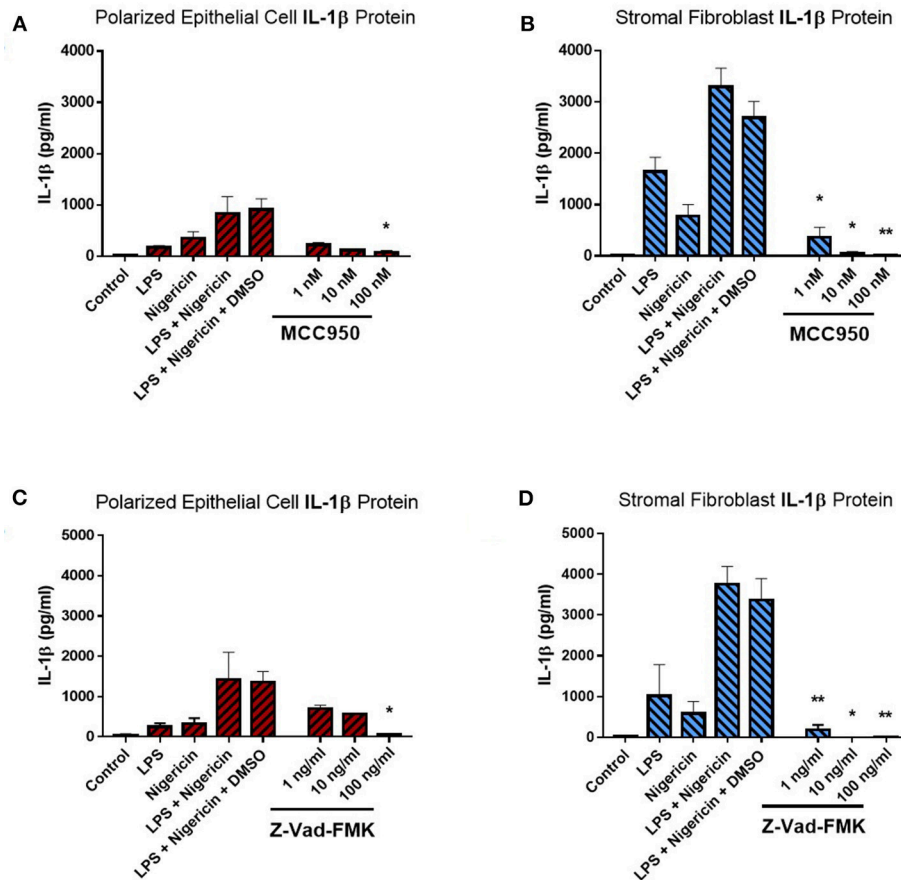 A
Polarized Epithelial Cell IL-1β Protein
IL-1β (pg/ml)
4000
3000
2000
1000
0
Control
LPS
Nigericin
LPS + Nigericin
LPS + Nigericin + DMSO
1 nM
10 nM
100 nM
*
MCC950
B
Stromal Fibroblast IL-1β Protein
IL-1β (pg/ml)
4000
3000
2000
1000
0
Control
LPS
Nigericin
LPS + Nigericin
LPS + Nigericin + DMSO
1 nM
10 nM
100 nM
*
*
**
MCC950
C
Polarized Epithelial Cell IL-1β Protein
IL-1β (pg/ml)
5000
4000
3000
2000
1000
0
Control
LPS
Nigericin
LPS + Nigericin
LPS + Nigericin + DMSO
1 ng/ml
10 ng/ml
100 ng/ml
*
Z-Vad-FMK
D
Stromal Fibroblast IL-1β Protein
IL-1β (pg/ml)
5000
4000
3000
2000
1000
0
Control
LPS
Nigericin
LPS + Nigericin
LPS + Nigericin + DMSO
1 ng/ml
10 ng/ml
100 ng/ml
**
*
**
Z-Vad-FMK